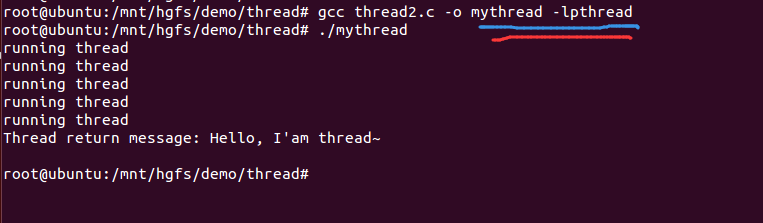 root@ubuntu:/mnt/hgfs/demo/thread# gcc thread2.c -o mythread -lpthread
root@ubuntu:/mnt/hgfs/demo/thread# ./mythread
running thread
running thread
running thread
running thread
running thread
Thread return message: Hello, I'am thread~
root@ubuntu:/mnt/hgfs/demo/thread#